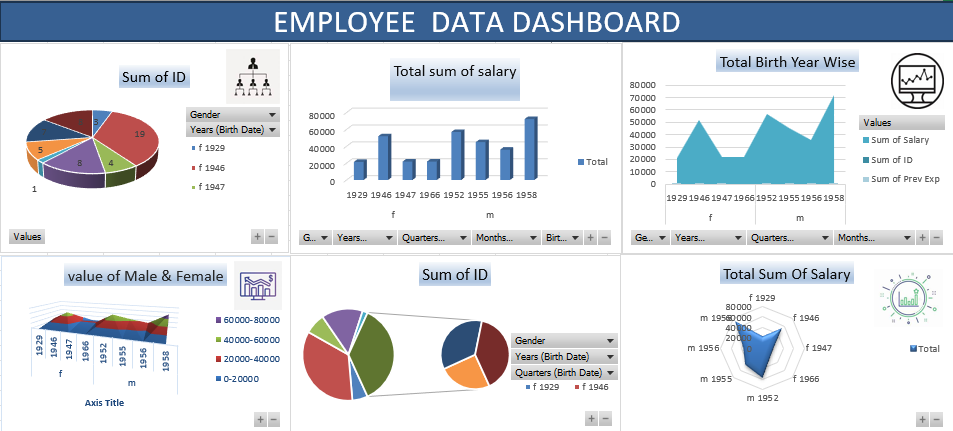 EMPLOYEE DATA DASHBOARD
Sum of ID
Gender
Years (Birth Date)
f 1929
f 1946
f 1947
3
19
4
8
1
5
Values
Total sum of salary
80000
60000
40000
20000
0
1929 1946 1947 1966 1952 1955 1956 1958
f m
Total
G... Years... Quarters... Months... Birt...
Total Birth Year Wise
80000
70000
60000
50000
40000
30000
20000
10000
0
1929 1946 1947 1966 1952 1955 1956 1958
f m
Values
Sum of Salary
Sum of ID
Sum of Prev Exp
Ge... Years... Quarters... Months...
value of Male & Female
$
60000-80000
40000-60000
20000-40000
0-20000
1929 1946 1947 1966 1952 1955 1956 1958
f m
Axis Title
Sum of ID
Gender
Years (Birth Date)
Quarters (Birth Date)
f 1929 f 1946
Total Sum Of Salary
f 1929
f 1946
f 1947
f 1966
m 1952
m 1955
m 1956
80000
60000
40000
20000
0
Total